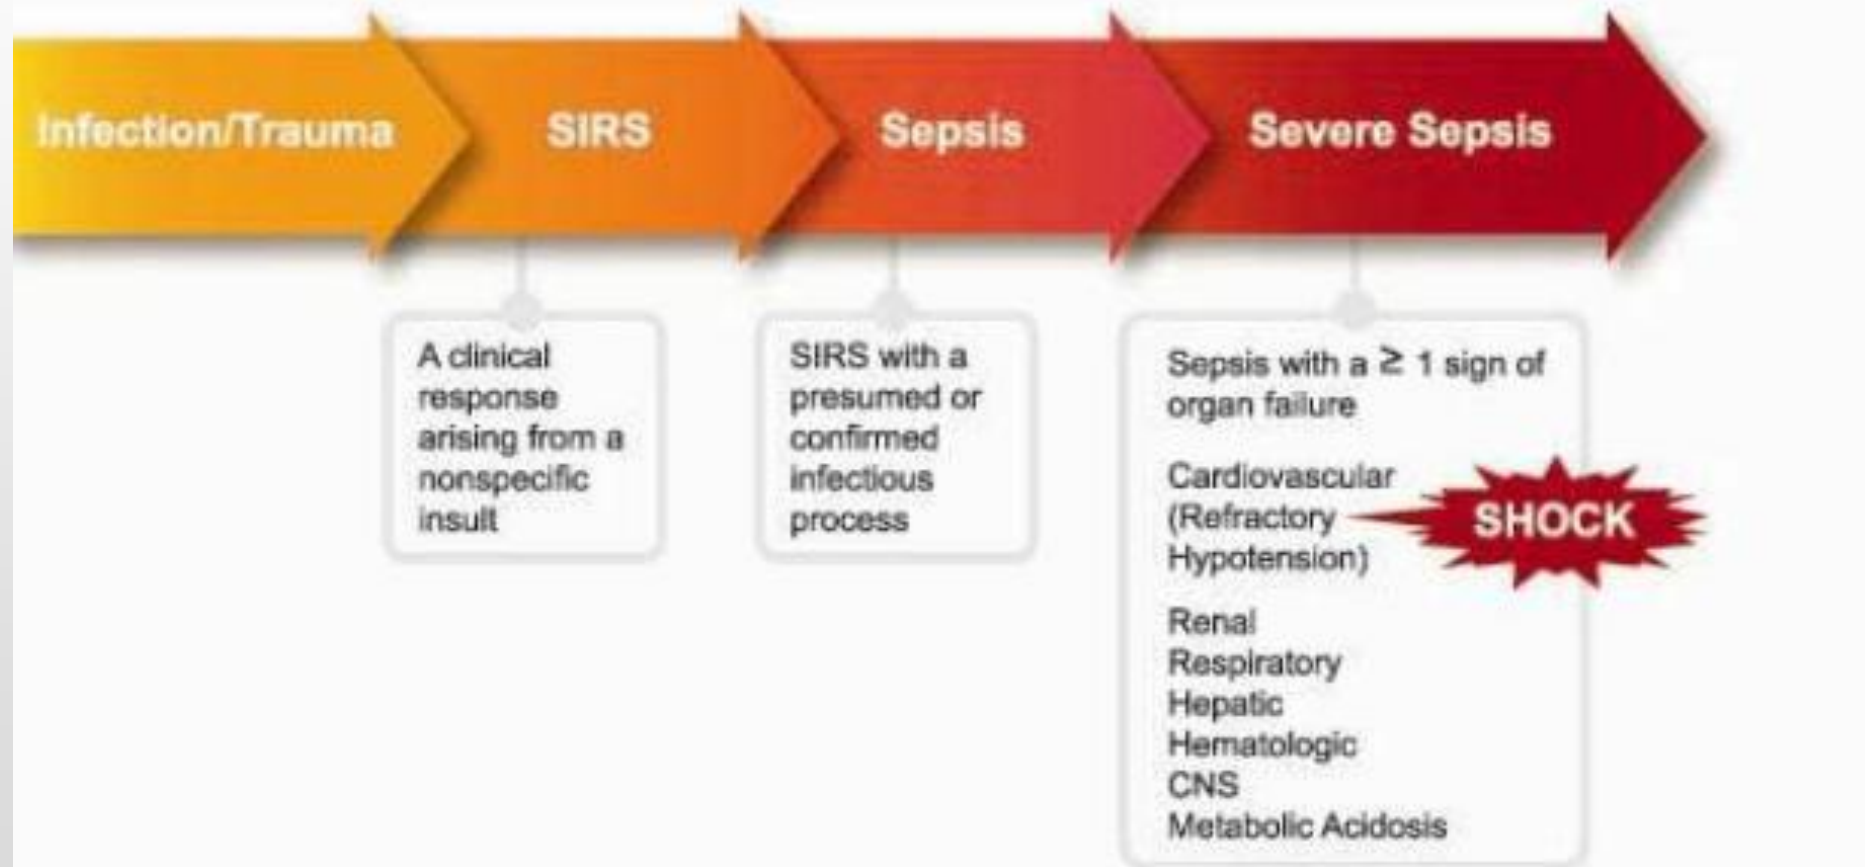 Infection/Trauma
SIRS
Sepsis
Severe Sepsis
A clinical
response
arising from a
nonspecific
insult
SIRS with a
presumed or
confirmed
infectious
process
Sepsis with a ≥ 1 sign of
organ failure
Cardiovascular
(Refractory
Hypotension)
SHOCK
Renal
Respiratory
Hepatic
Hematologic
CNS
Metabolic Acidosis